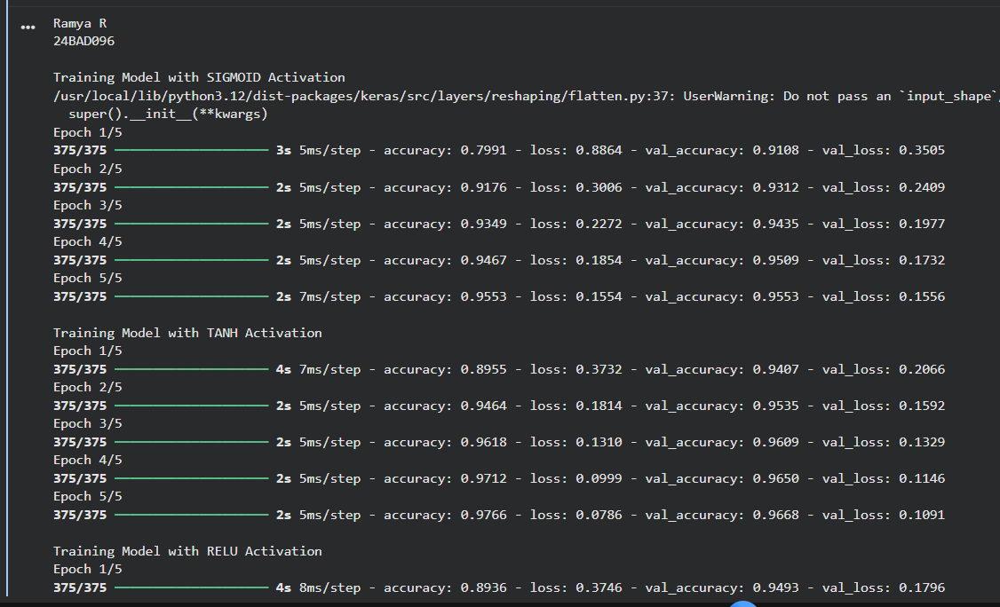 Ramya R
24BAD096
Training Model with SIGMOID Activation
/usr/local/lib/python3.12/dist-packages/keras/src/layers/reshaping/flatten.py:37: UserWarning: Do not pass an `input_shape`/
super().__init__(**kwargs)
Epoch 1/5
375/375 3s 5ms/step - accuracy: 0.7991 - loss: 0.8864 - val_accuracy: 0.9108 - val_loss: 0.3505
Epoch 2/5
375/375 2s 5ms/step - accuracy: 0.9176 - loss: 0.3006 - val_accuracy: 0.9312 - val_loss: 0.2409
Epoch 3/5
375/375 2s 5ms/step - accuracy: 0.9349 - loss: 0.2272 - val_accuracy: 0.9435 - val_loss: 0.1977
Epoch 4/5
375/375 2s 5ms/step - accuracy: 0.9467 - loss: 0.1854 - val_accuracy: 0.9509 - val_loss: 0.1732
Epoch 5/5
375/375 2s 7ms/step - accuracy: 0.9553 - loss: 0.1554 - val_accuracy: 0.9553 - val_loss: 0.1556
Training Model with TANH Activation
Epoch 1/5
375/375 4s 7ms/step - accuracy: 0.8955 - loss: 0.3732 - val_accuracy: 0.9407 - val_loss: 0.2066
Epoch 2/5
375/375 2s 5ms/step - accuracy: 0.9464 - loss: 0.1814 - val_accuracy: 0.9535 - val_loss: 0.1592
Epoch 3/5
375/375 2s 5ms/step - accuracy: 0.9618 - loss: 0.1310 - val_accuracy: 0.9609 - val_loss: 0.1329
Epoch 4/5
375/375 2s 5ms/step - accuracy: 0.9712 - loss: 0.0999 - val_accuracy: 0.9650 - val_loss: 0.1146
Epoch 5/5
375/375 2s 5ms/step - accuracy: 0.9766 - loss: 0.0786 - val_accuracy: 0.9668 - val_loss: 0.1091
Training Model with RELU Activation
Epoch 1/5
375/375 4s 8ms/step - accuracy: 0.8936 - loss: 0.3746 - val_accuracy: 0.9493 - val_loss: 0.1796